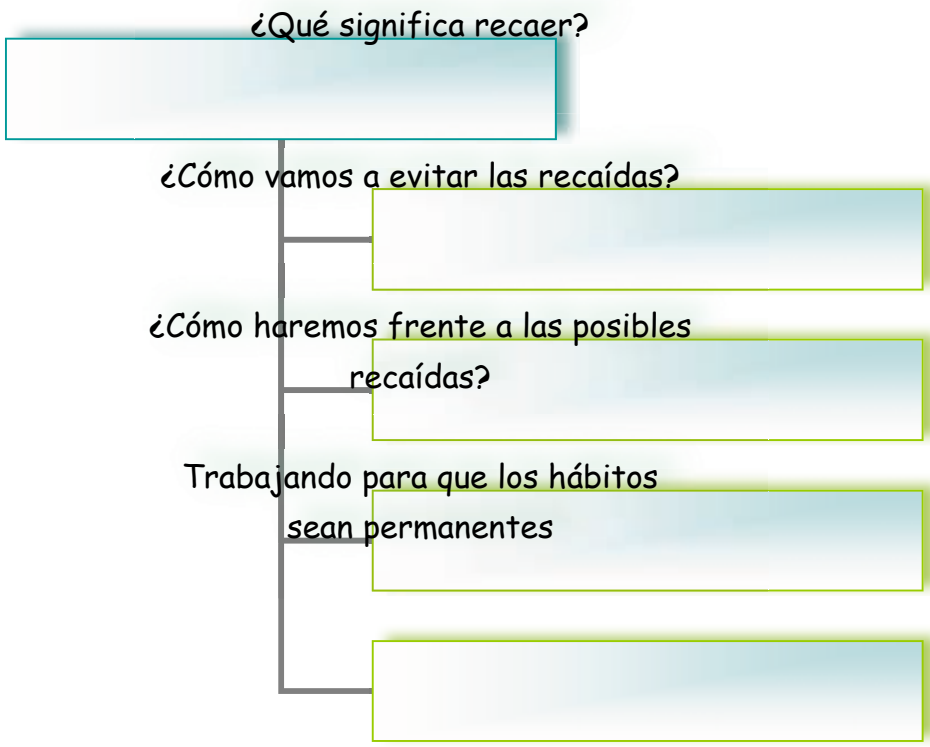 ¿Qué significa recaer?
¿Cómo vamos a evitar las recaídas?
¿Cómo haremos frente a las posibles
recaídas?
Trabajando para que los hábitos
sean permanentes